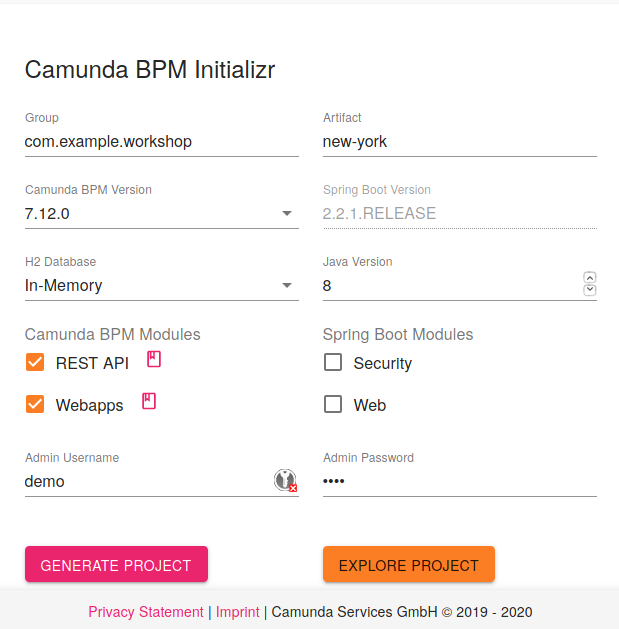 Camunda BPM Initializr
Group
com.example.workshop
Artifact
new-york
Camunda BPM Version
7.12.0
Spring Boot Version
2.2.1.RELEASE
H2 Database
In-Memory
Java Version
8
Camunda BPM Modules
REST API
Webapps
Spring Boot Modules
Security
Web
Admin Username
demo
Admin Password
••••
GENERATE PROJECT
EXPLORE PROJECT
Privacy Statement | Imprint | Camunda Services GmbH © 2019 - 2020